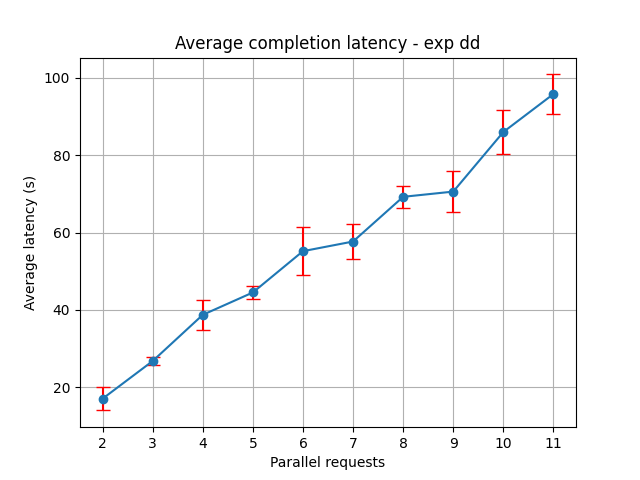 Average completion latency - exp dd
100
80
60
40
20
Average latency (s)
2 3 4 5 6 7 8 9 10 11
Parallel requests